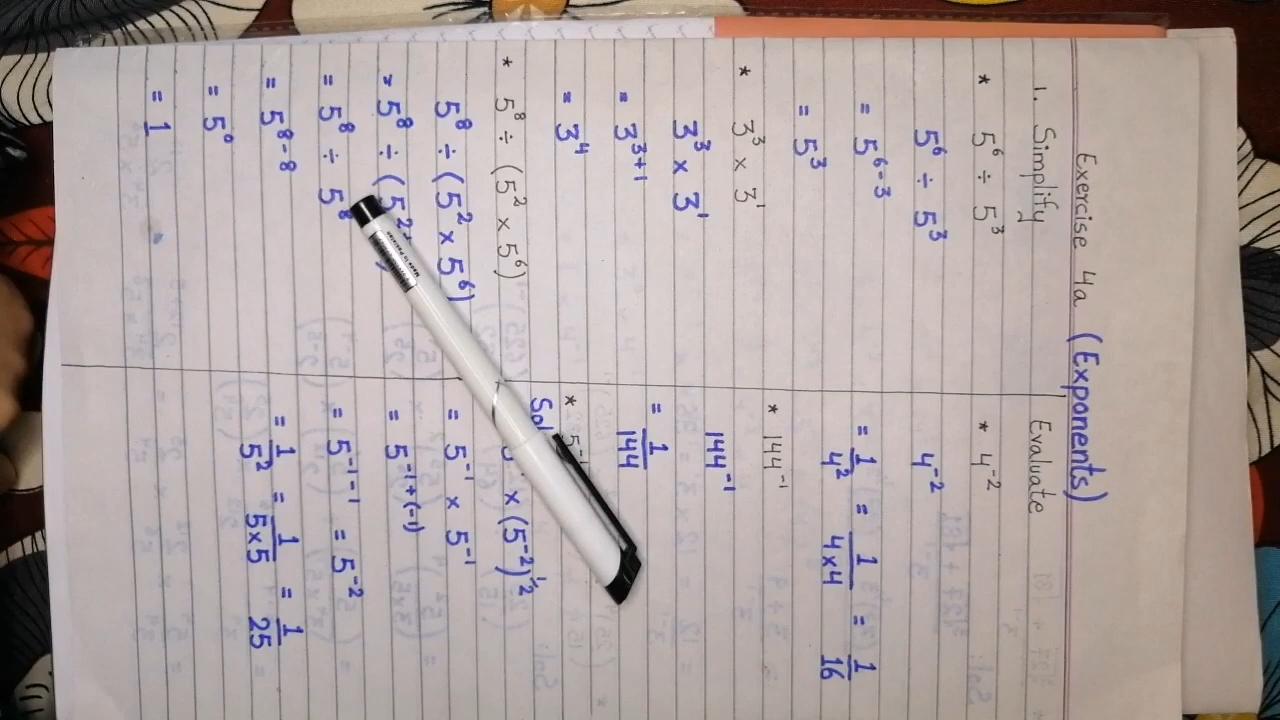 Exercise 4a (Exponents)
1. Simplify
* 5⁶ ÷ 5³
5⁶ ÷ 5³
= 5⁶⁻³
= 5³
* 3³ × 3¹
3³ × 3¹
= 3³⁺¹
= 3⁴
* 5⁸ ÷ (5² × 5⁶)
5⁸ ÷ (5² × 5⁶)
= 5⁸ ÷ (5²⁺
= 5⁸ ÷ 5⁸
= 5⁸⁻⁸
= 5⁰
= 1
Evaluate
* 4⁻²
4⁻²
= 1/4² = 1/4×4 = 1/16
* 144⁻¹
144⁻¹
= 1/144
* 5⁻¹
× (5⁻²)^1/2
= 5⁻¹ × 5⁻¹
= 5⁻¹⁺⁽⁻¹⁾
= 5⁻¹⁻¹ = 5⁻²
= 1/5² = 1/5×5 = 1/25